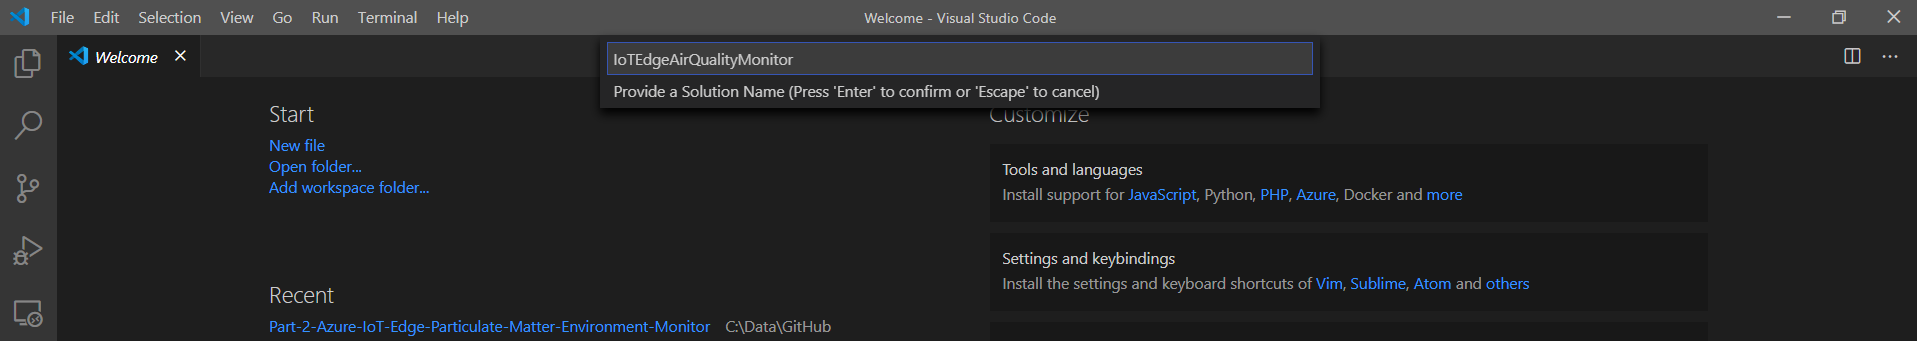 File Edit Selection View Go Run Terminal Help Welcome - Visual Studio Code
Welcome
IoTEdgeAirQualityMonitor
Provide a Solution Name (Press 'Enter' to confirm or 'Escape' to cancel)
Start
New file
Open folder...
Add workspace folder...
Recent
Part-2-Azure-IoT-Edge-Particulate-Matter-Environment-Monitor C:\Data\GitHub
Customize
Tools and languages
Install support for JavaScript, Python, PHP, Azure, Docker and more
Settings and keybindings
Install the settings and keyboard shortcuts of Vim, Sublime, Atom and others